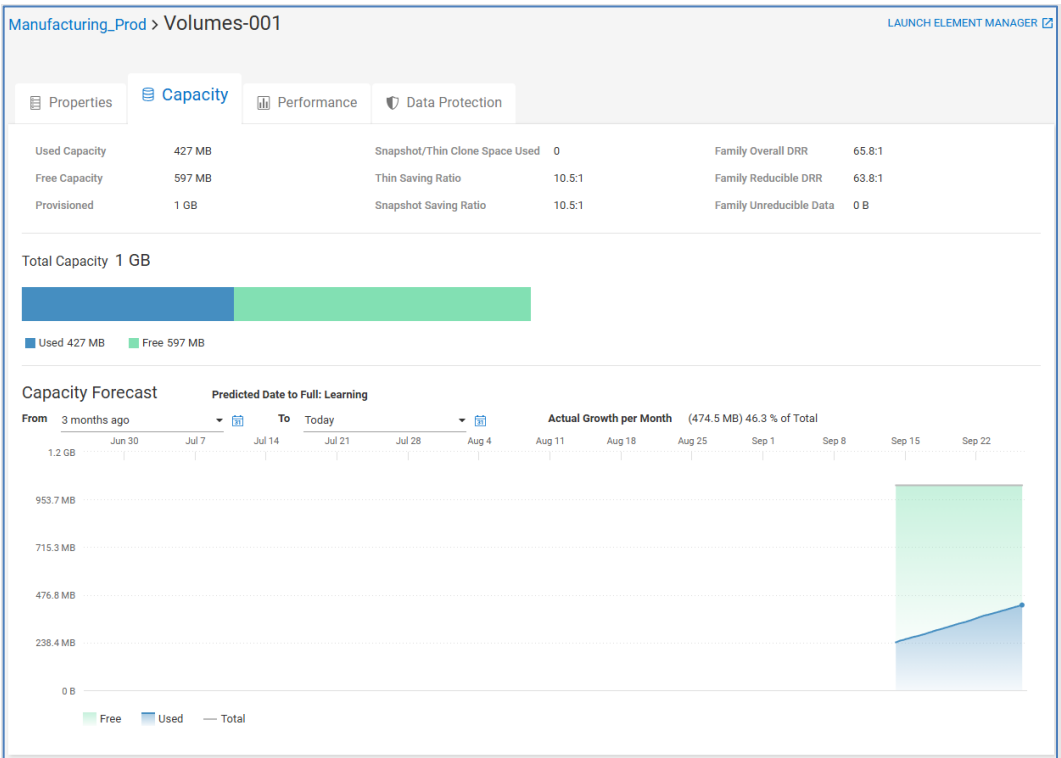 Manufacturing_Prod > Volumes-001
LAUNCH ELEMENT MANAGER
Properties
Capacity
Performance
Data Protection
Used Capacity 427 MB Snapshot/Thin Clone Space Used 0 Family Overall DRR 65.8:1
Free Capacity 597 MB Thin Saving Ratio 10.5:1 Family Reducible DRR 63.8:1
Provisioned 1 GB Snapshot Saving Ratio 10.5:1 Family Unreducible Data 0 B
Total Capacity 1 GB
Used 427 MB Free 597 MB
Capacity Forecast Predicted Date to Full: Learning
From 3 months ago 31 To Today 31 Actual Growth per Month (474.5 MB) 46.3 % of Total
Jun 30 Jul 7 Jul 14 Jul 21 Jul 28 Aug 4 Aug 11 Aug 18 Aug 25 Sep 1 Sep 8 Sep 15 Sep 22
1.2 GB
953.7 MB
715.3 MB
476.8 MB
238.4 MB
0 B
Free Used Total